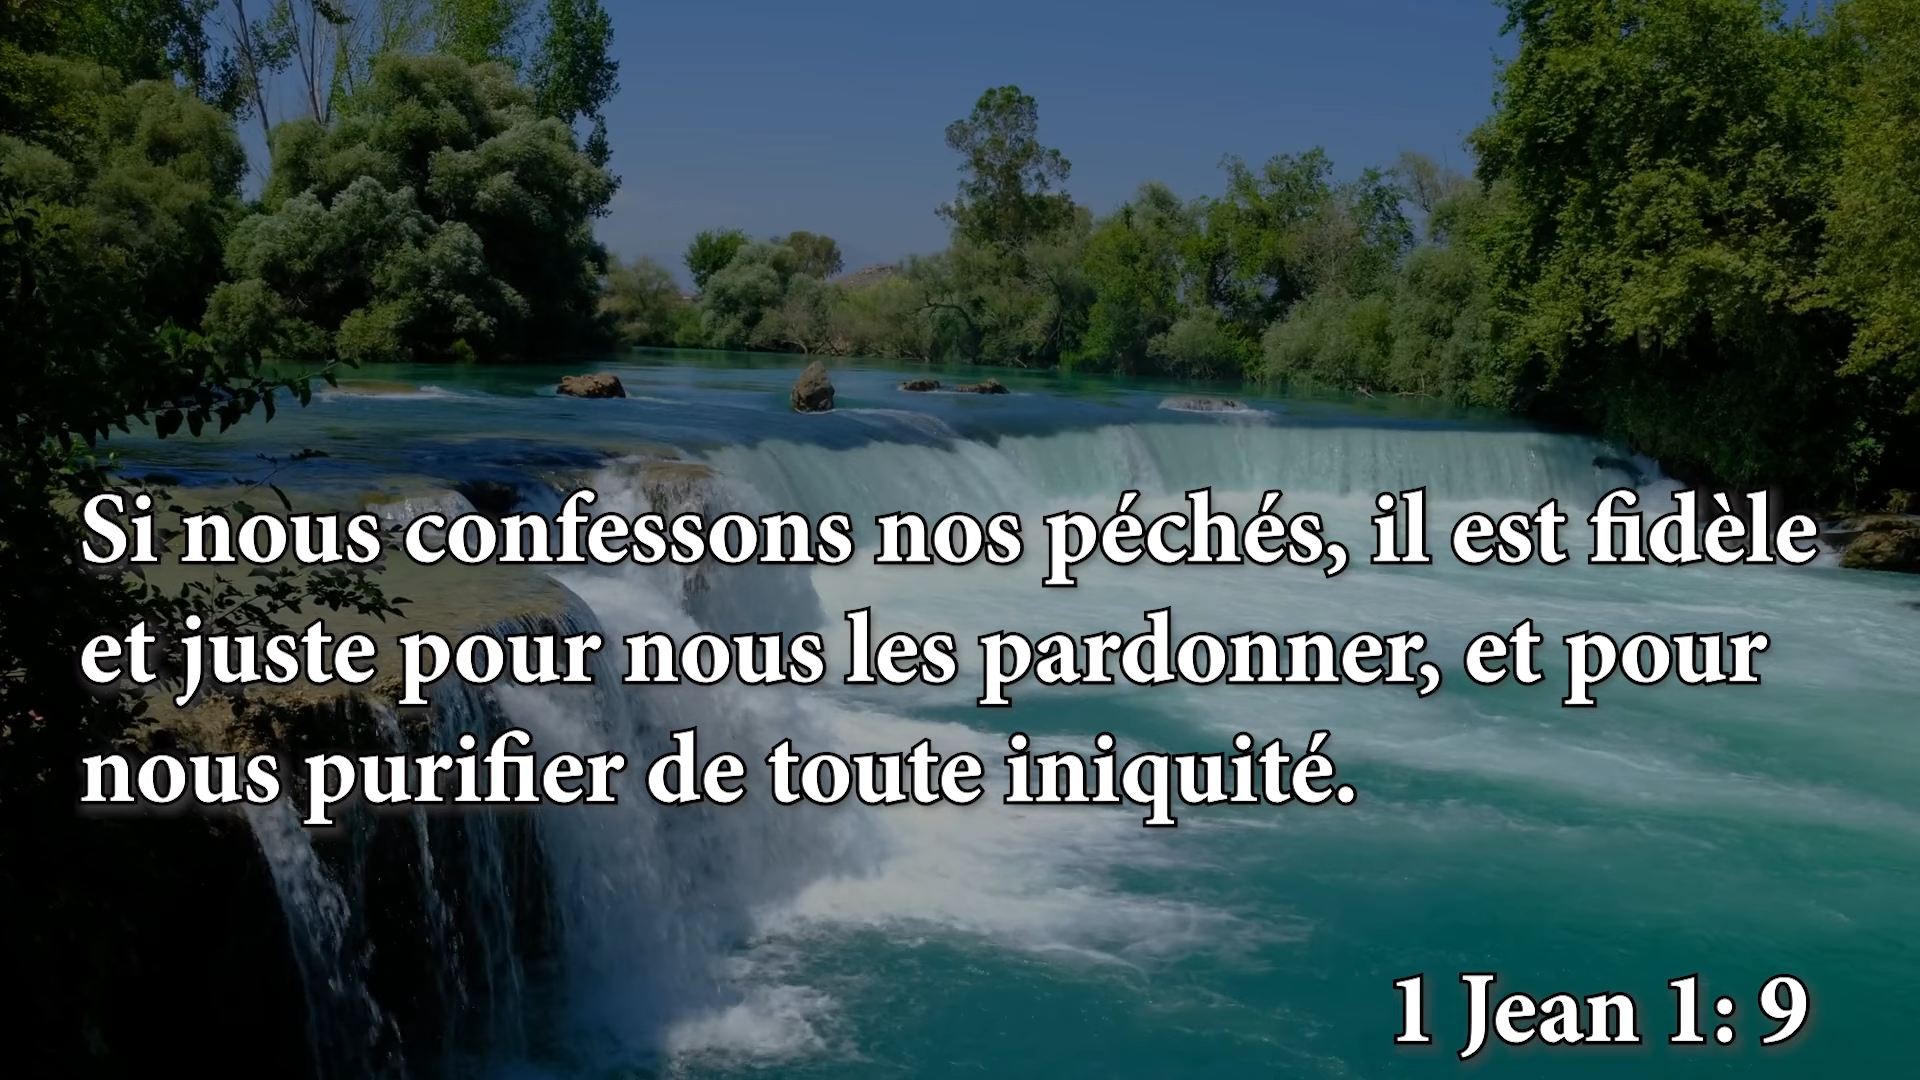 Si nous confessons nos péchés, il est fidèle
et juste pour nous les pardonner, et pour
nous purifier de toute iniquité.
1 Jean 1: 9